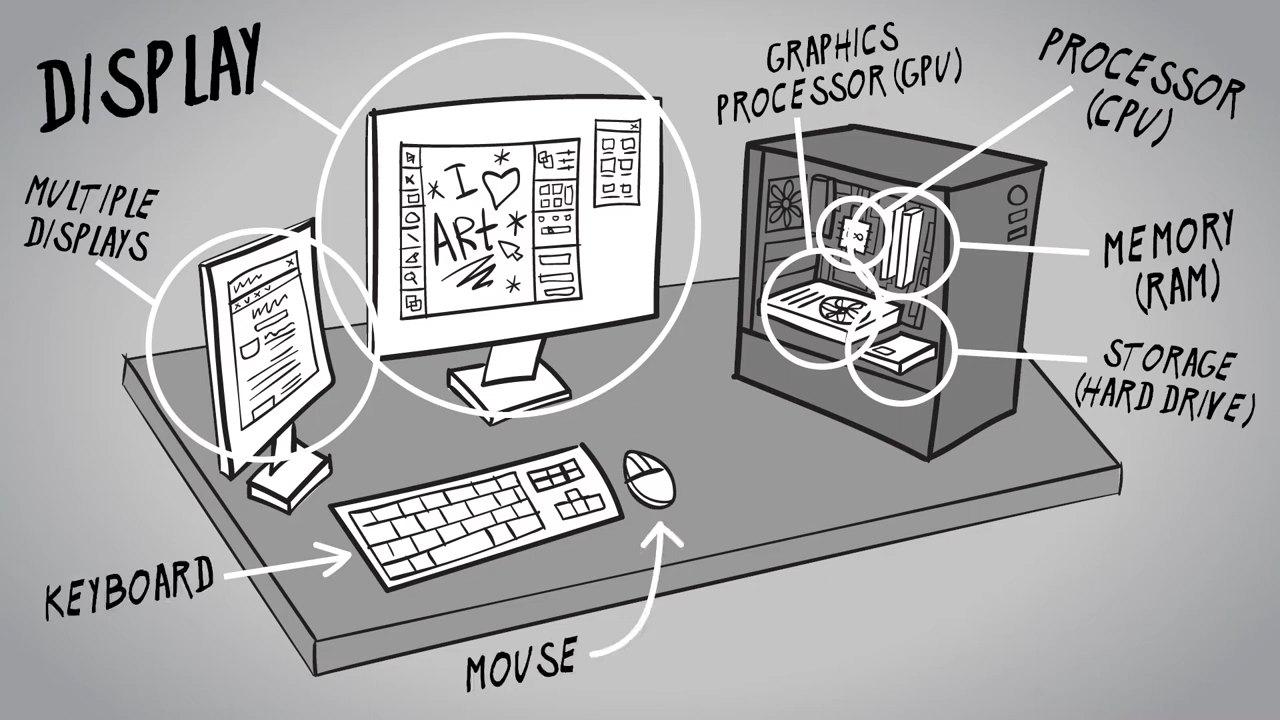 DISPLAY
MULTIPLE
DISPLAYS
I ♡
ARt
GRAPHICS
PROCESSOR (GPU)
PROCESSOR
(CPU)
MEMORY
(RAM)
STORAGE
(HARD DRIVE)
KEYBOARD
MOUSE